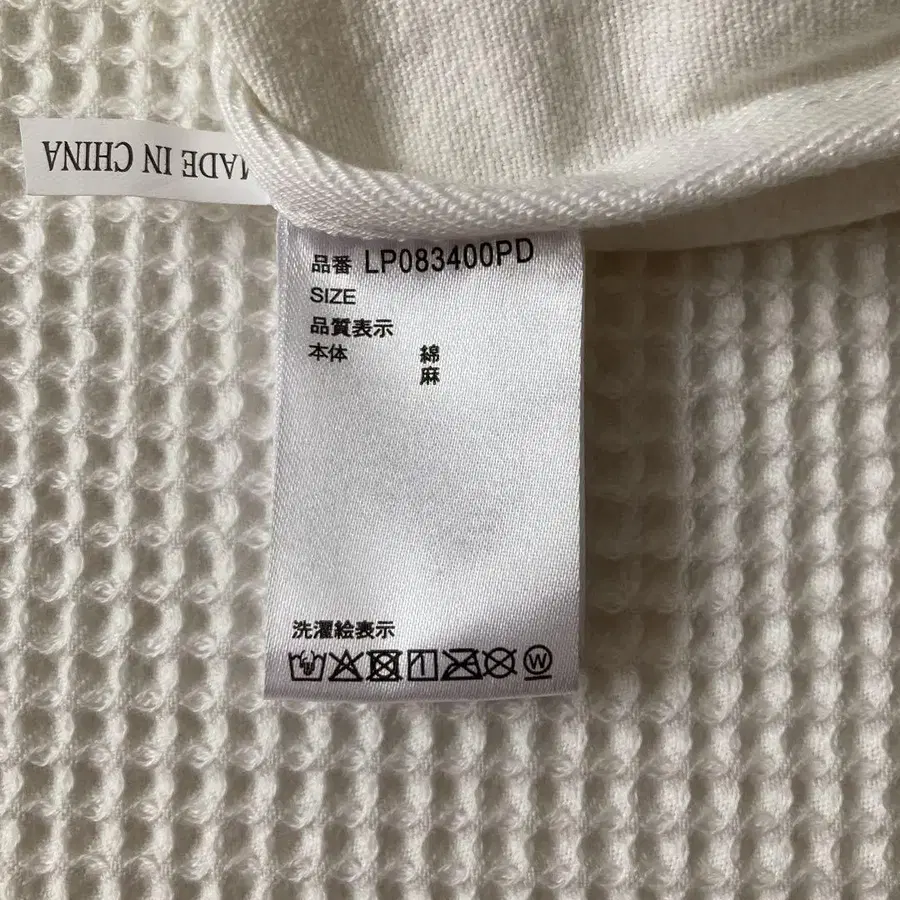 MADE IN CHINA
品番 LP083400PD
SIZE
品質表示
本体 綿
麻
洗濯絵表示
W